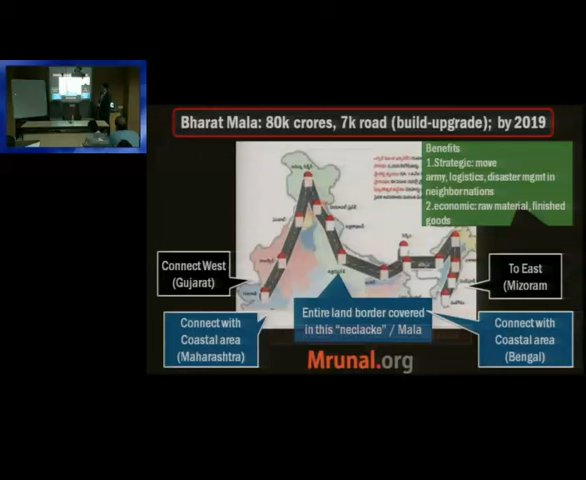 Bharat Mala: 80k crores, 7k road (build-upgrade); by 2019
Benefits
1.Strategic: move
army, logistics, disaster mgmt in
neighbornations
2.economic: raw material, finished
goods
Connect West
(Gujarat)
To East
(Mizoram
Entire land border covered
in this "neclacke" / Mala
Connect with
Coastal area
(Maharashtra)
Connect with
Coastal area
(Bengal)
Mrunal.org